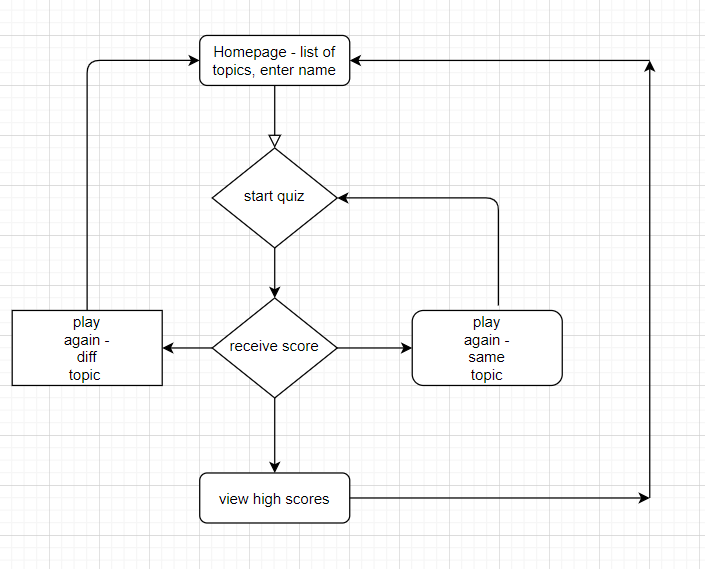 Homepage - list of
topics, enter name
start quiz
play
again -
diff
topic
receive score
play
again -
same
topic
view high scores